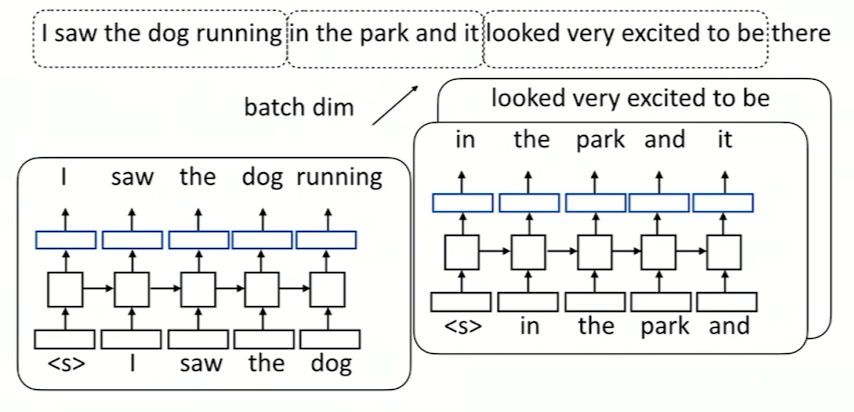 I saw the dog running in the park and it looked very excited to be there
batch dim
looked very excited to be
in the park and it
I saw the dog running
<s> in the park and
<s> I saw the dog